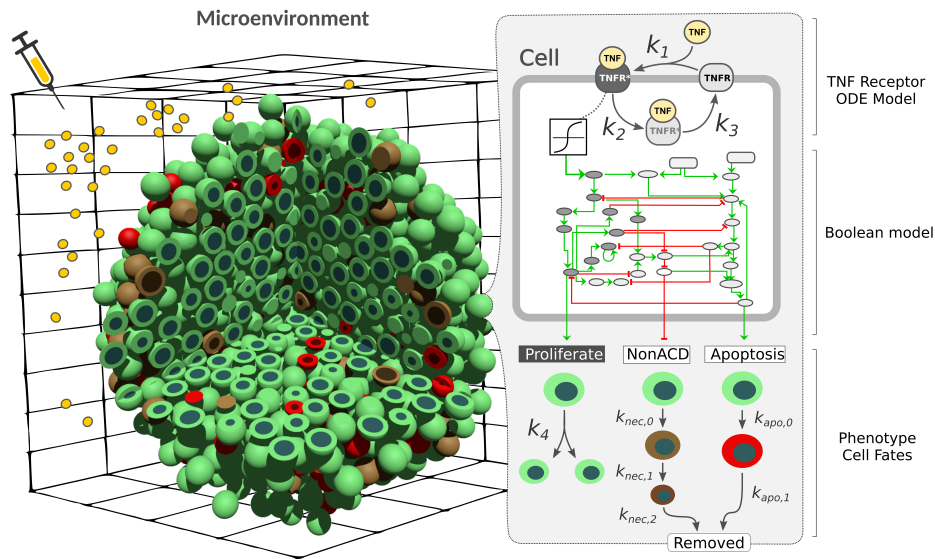 Microenvironment
Cell
TNF
k1
TNF
TNFR*
TNFR
TNF
TNFR*
k2
k3
TNF Receptor
ODE Model
Boolean model
Proliferate
NonACD
Apoptosis
k4
knec,0
kapo,0
knec,1
kapo,1
knec,2
Removed
Phenotype
Cell Fates